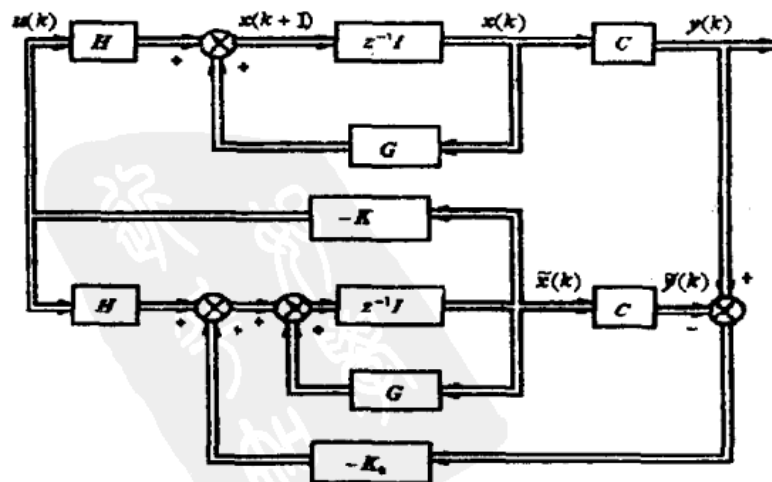 u(k)
H
x(k+1)
z⁻¹I
x(k)
C
y(k)
+
+
G
-K
H
+
+
+
+
z⁻¹I
x̃(k)
C
ỹ(k)
+
-
G
-Kₑ